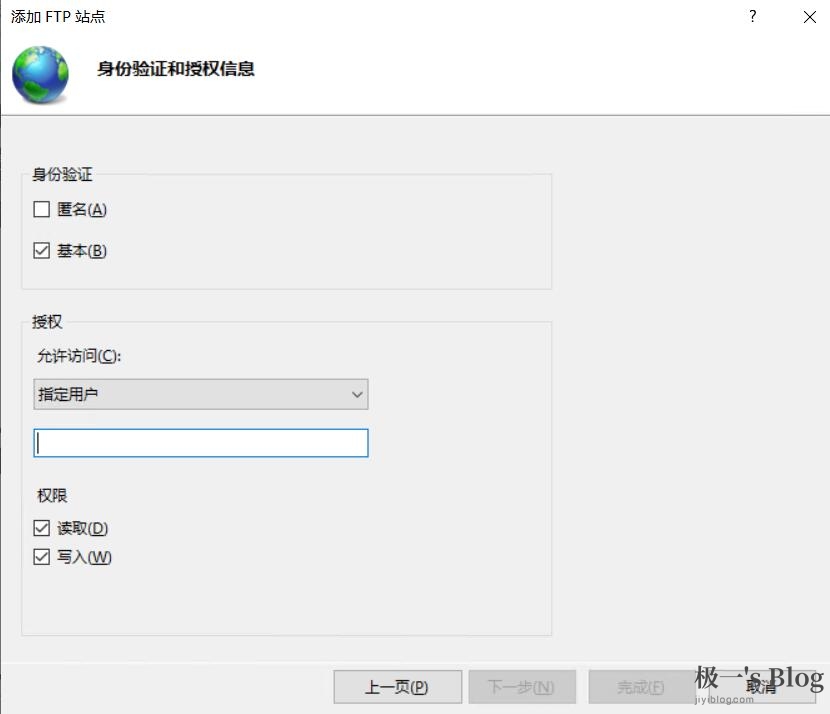 添加 FTP 站点
?
身份验证和授权信息
身份验证
匿名(A)
基本(B)
授权
允许访问(C):
指定用户
权限
读取(D)
写入(W)
上一页(P)
下一步(N)
完成(F)
取消
极一's Blog
jiyiblog.com